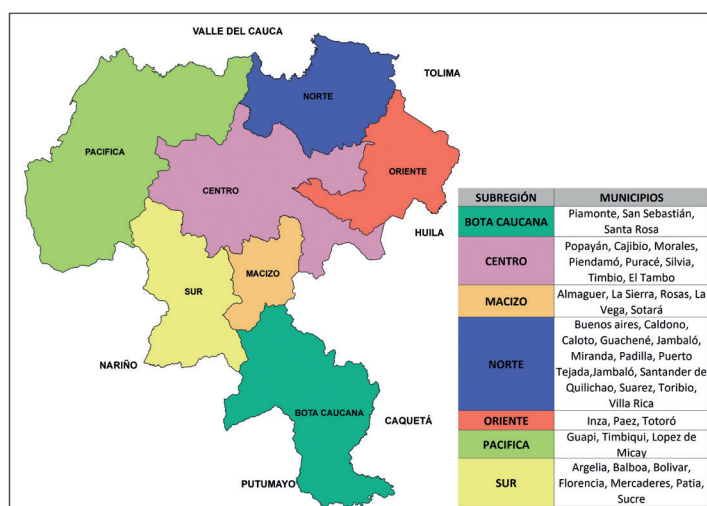 VALLE DEL CAUCA
TOLIMA
NORTE
PACIFICA
ORIENTE
CENTRO
HUILA
MACIZO
SUR
NARIÑO
BOTA CAUCANA
CAQUETÁ
PUTUMAYO
SUBREGIÓN MUNICIPIOS
BOTA CAUCANA
Piamonte, San Sebastián,
Santa Rosa
CENTRO
Popayán, Cajibio, Morales,
Piendamó, Puracé, Silvia,
Timbio, El Tambo
MACIZO
Almaguer, La Sierra, Rosas, La
Vega, Sotará
NORTE
Buenos aires, Caldono,
Caloto, Guachené, Jambaló,
Miranda, Padilla, Puerto
Tejada,Jambaló, Santander de
Quilichao, Suarez, Toribio,
Villa Rica
ORIENTE
Inza, Paez, Totoró
PACIFICA
Guapi, Timbiqui, Lopez de
Micay
SUR
Argelia, Balboa, Bolivar,
Florencia, Mercaderes, Patia,
Sucre